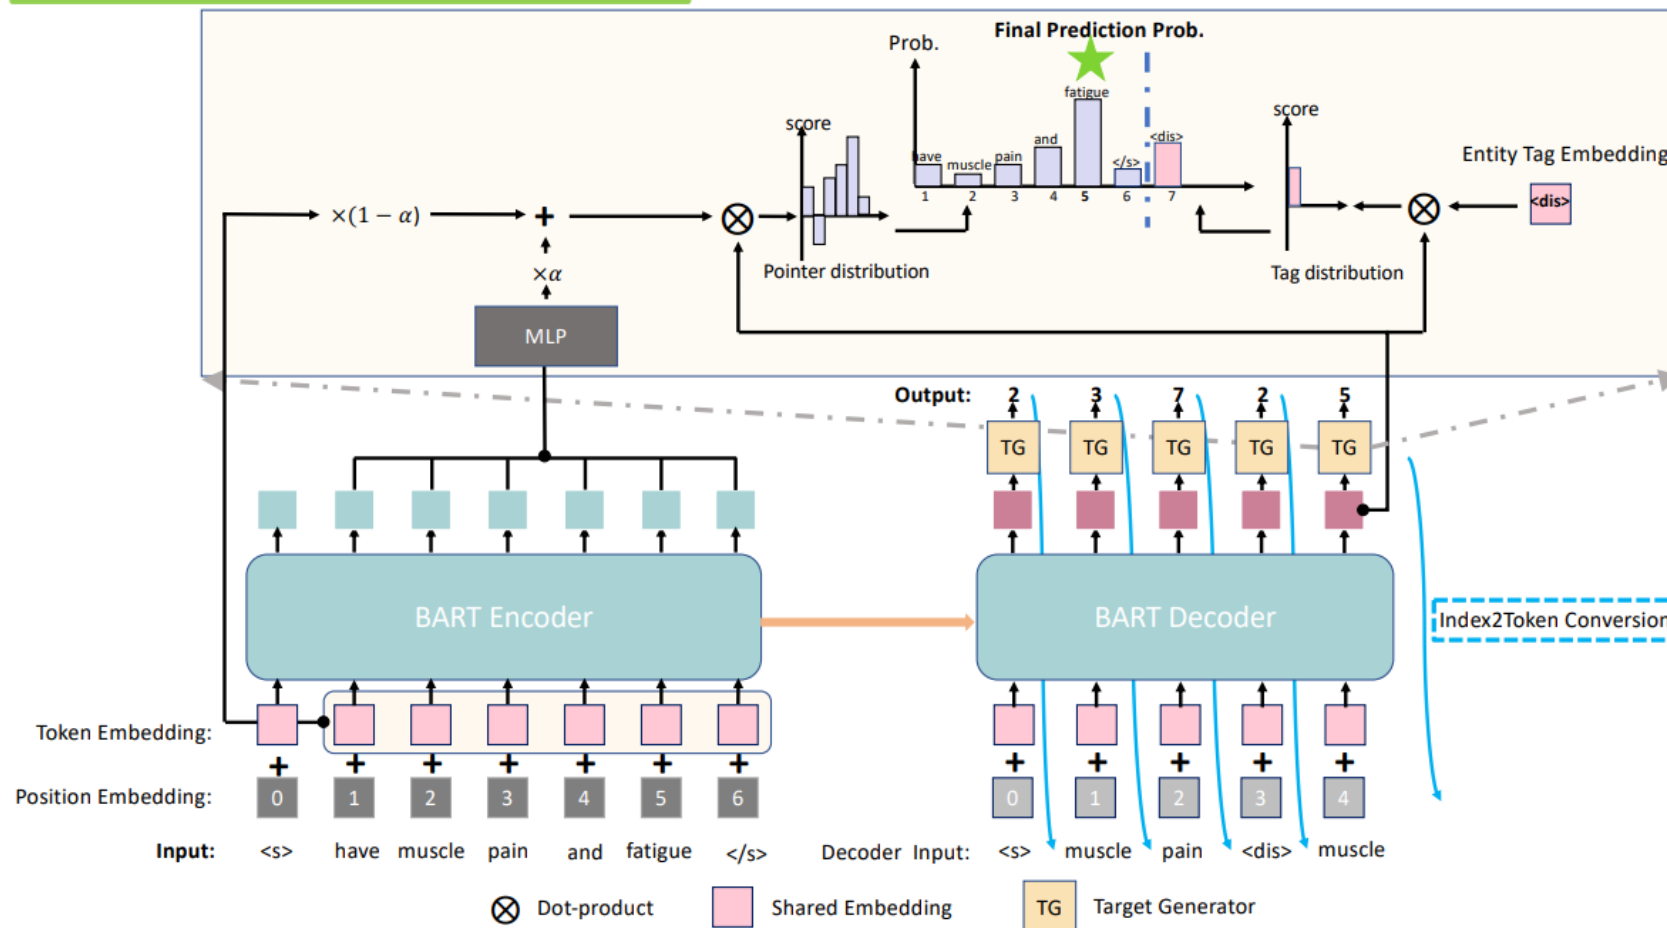 Final Prediction Prob.
Prob.
fatigue
score
score
and
<dis>
have
muscle
pain
</s>
Entity Tag Embedding
1 2 3 4 5 6 7
<dis>
×(1 − α)
+
Pointer distribution
Tag distribution
×α
MLP
Output: 2 3 7 2 5
TG TG TG TG TG
BART Encoder
BART Decoder
Index2Token Conversion
Token Embedding:
+ + + + + + + + + + + +
Position Embedding: 0 1 2 3 4 5 6 0 1 2 3 4
Input: <s> have muscle pain and fatigue </s> Decoder Input: <s> muscle pain <dis> muscle
Dot-product Shared Embedding TG Target Generator